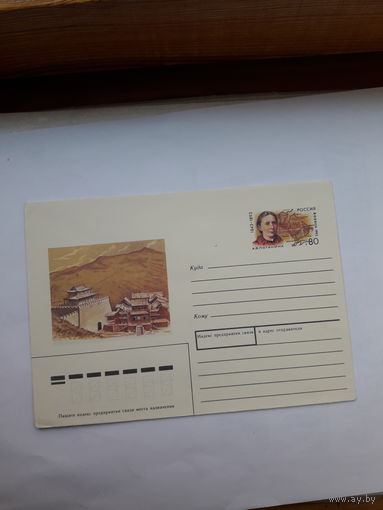 РОССИЯ
1843-1893
А.В.ПОТАНИНА
80
Куда
Кому
Индекс предприятия связи и адрес отправителя
Пишите индекс предприятия связи места назначения
www.ay.by